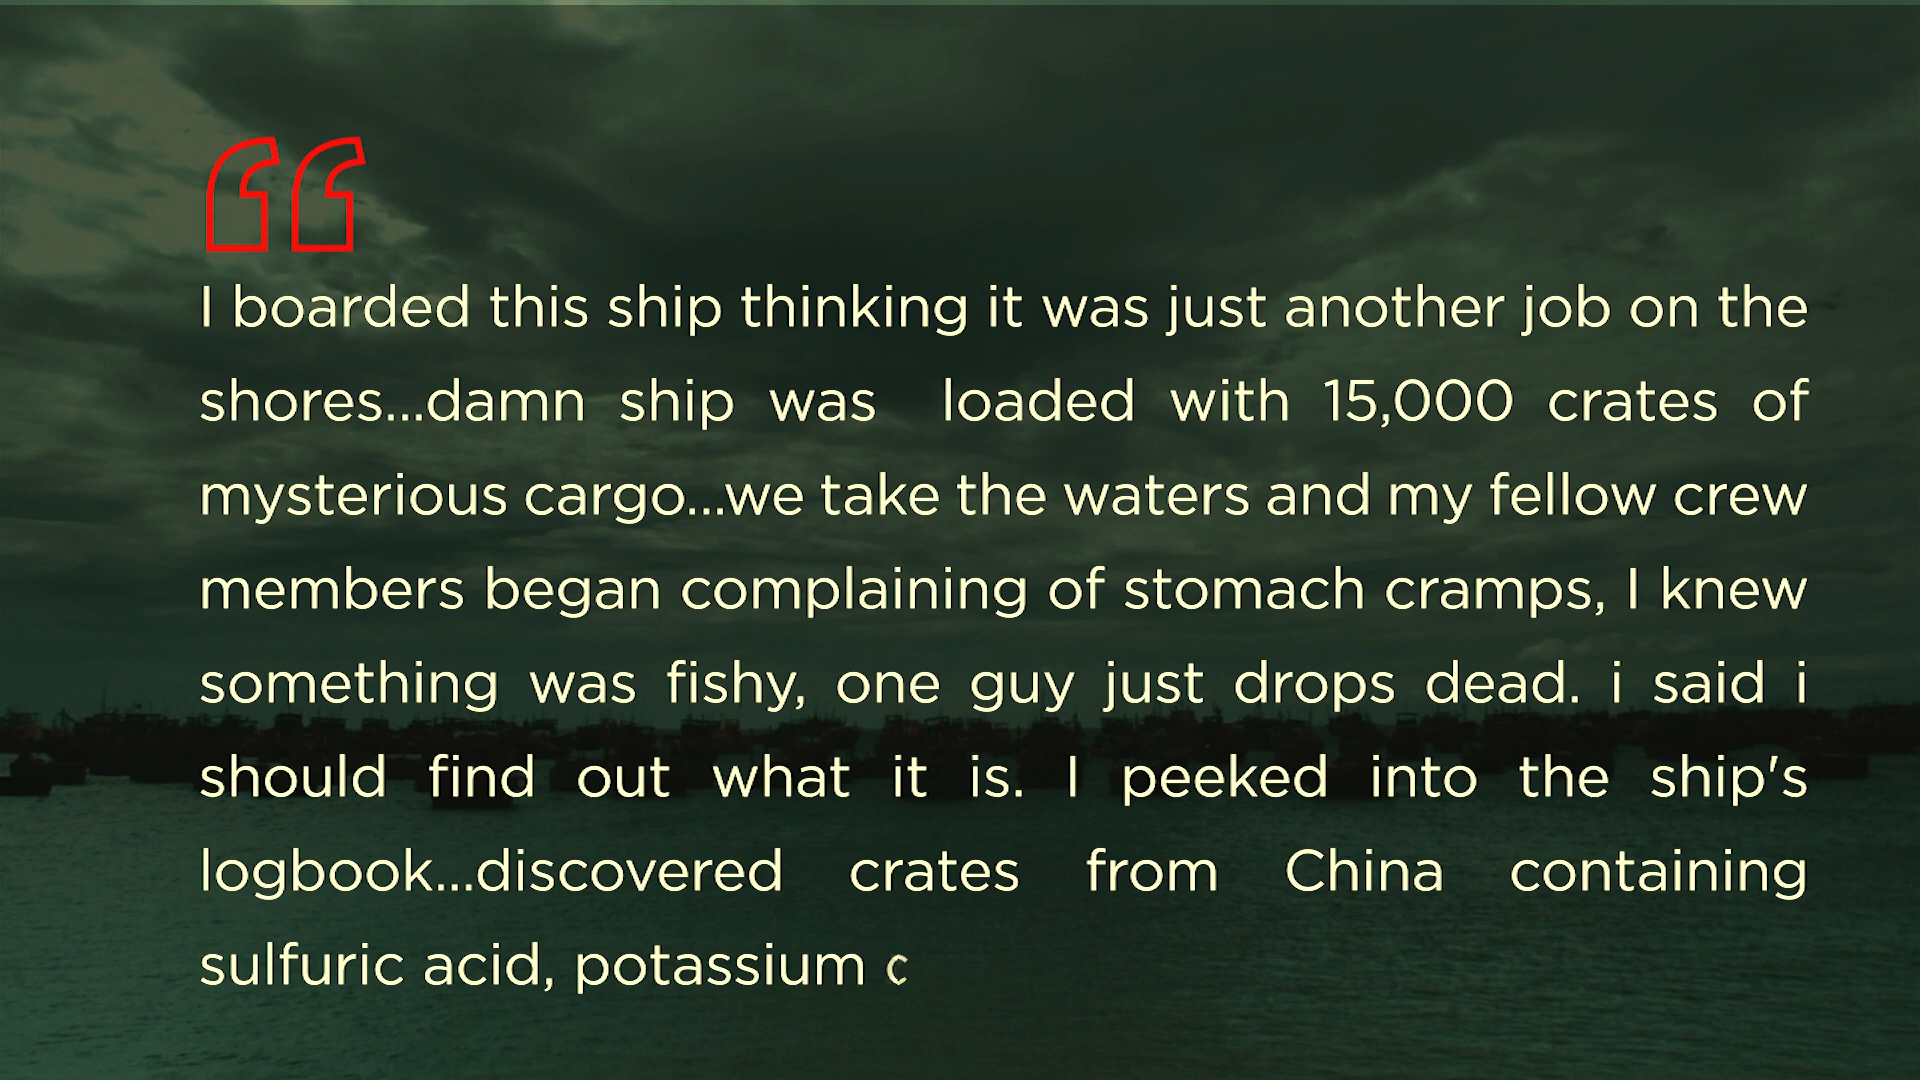 I boarded this ship thinking it was just another job on the
shores...damn ship was  loaded with 15,000 crates of
mysterious cargo...we take the waters and my fellow crew
members began complaining of stomach cramps, I knew
something was fishy, one guy just drops dead. i said i
should find out what it is. I peeked into the ship's
logbook...discovered crates from China containing
sulfuric acid, potassium c